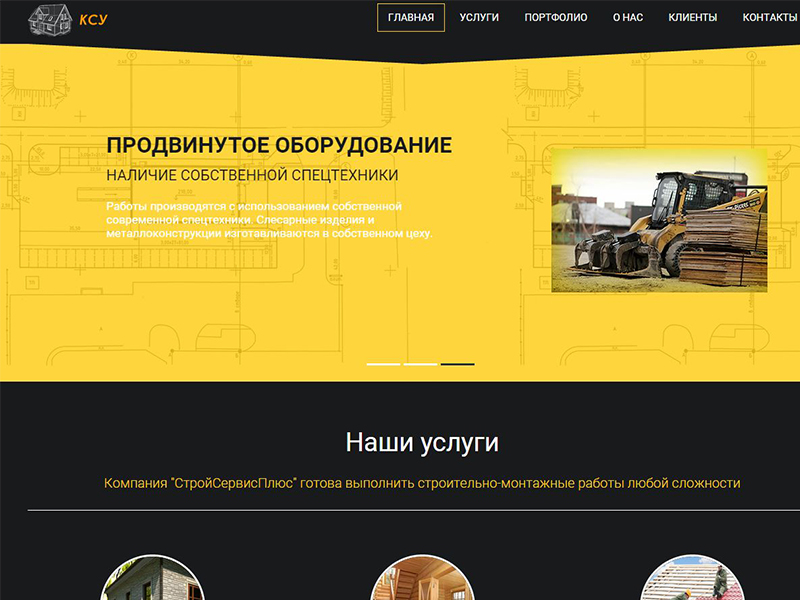 КСУ
ГЛАВНАЯ УСЛУГИ ПОРТФОЛИО О НАС КЛИЕНТЫ КОНТАКТЫ
ПРОДВИНУТОЕ ОБОРУДОВАНИЕ
НАЛИЧИЕ СОБСТВЕННОЙ СПЕЦТЕХНИКИ
Работы производятся с использованием собственной
современной спецтехники. Слесарные изделия и
металлоконструкции изготавливаются в собственном цеху.
Наши услуги
Компания "СтройСервисПлюс" готова выполнить строительно-монтажные работы любой сложности